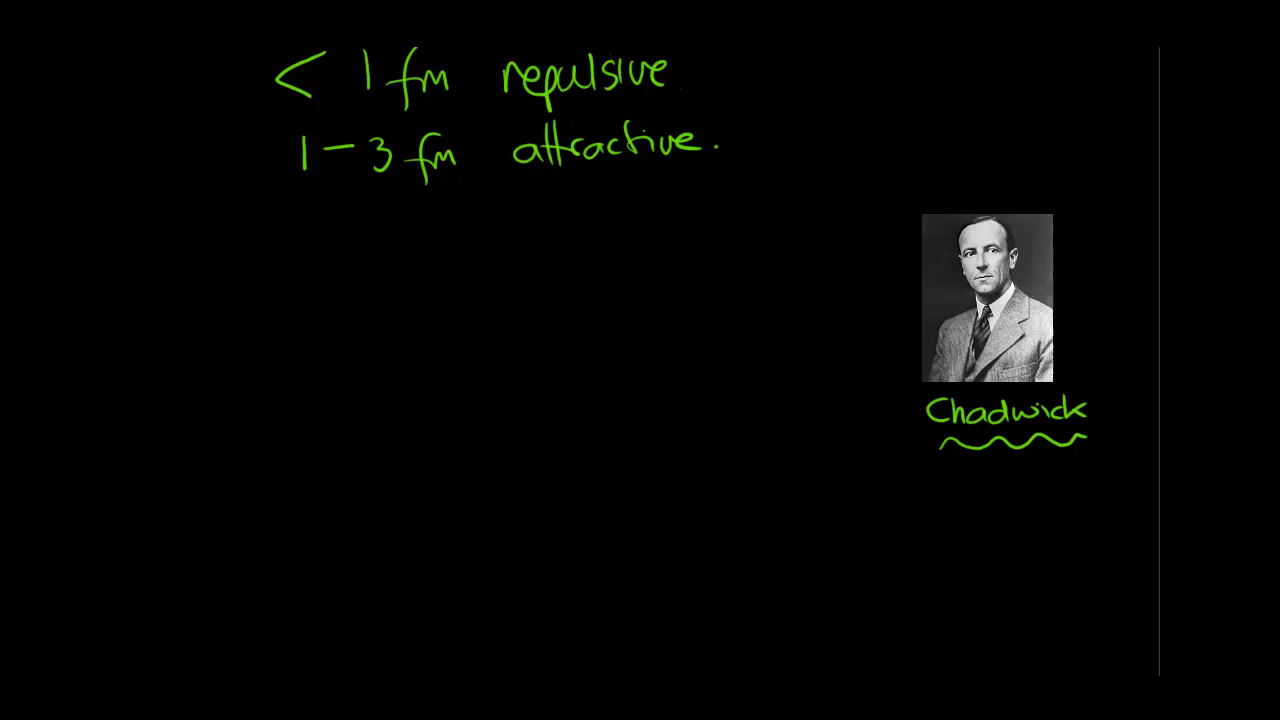 < 1 fm repulsive
1 - 3 fm attractive.
Chadwick